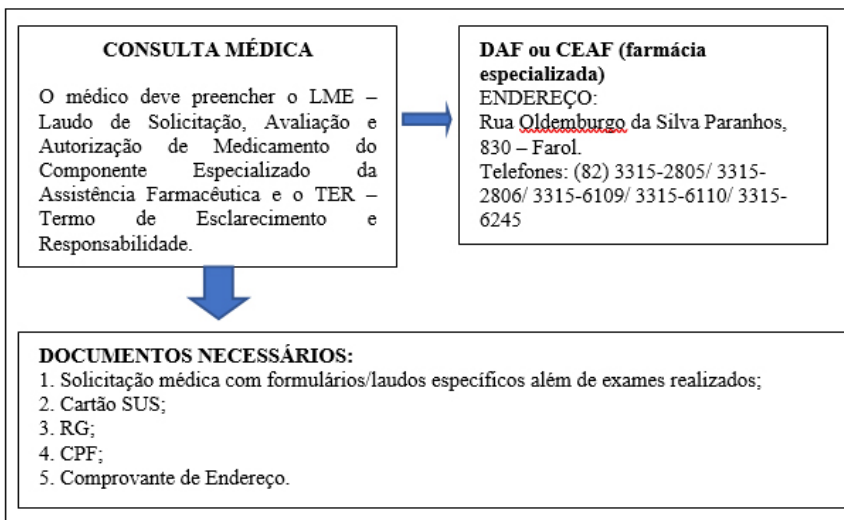 CONSULTA MÉDICA
O médico deve preencher o LME –
Laudo de Solicitação, Avaliação e
Autorização de Medicamento do
Componente Especializado da
Assistência Farmacêutica e o TER –
Termo de Esclarecimento e
Responsabilidade.
DAF ou CEAF (farmácia
especializada)
ENDEREÇO:
Rua Oldemburgo da Silva Paranhos,
830 – Farol.
Telefones: (82) 3315-2805/ 3315-
2806/ 3315-6109/ 3315-6110/ 3315-
6245
DOCUMENTOS NECESSÁRIOS:
1. Solicitação médica com formulários/laudos específicos além de exames realizados;
2. Cartão SUS;
3. RG;
4. CPF;
5. Comprovante de Endereço.